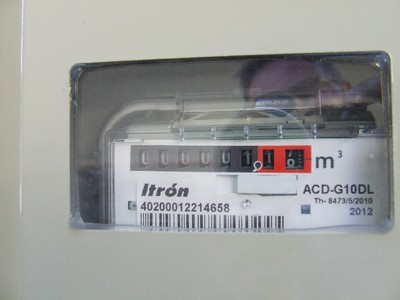 m³
Itrón
ACD-G10DL
Th- 8473/5/2010
40200012214658
2012